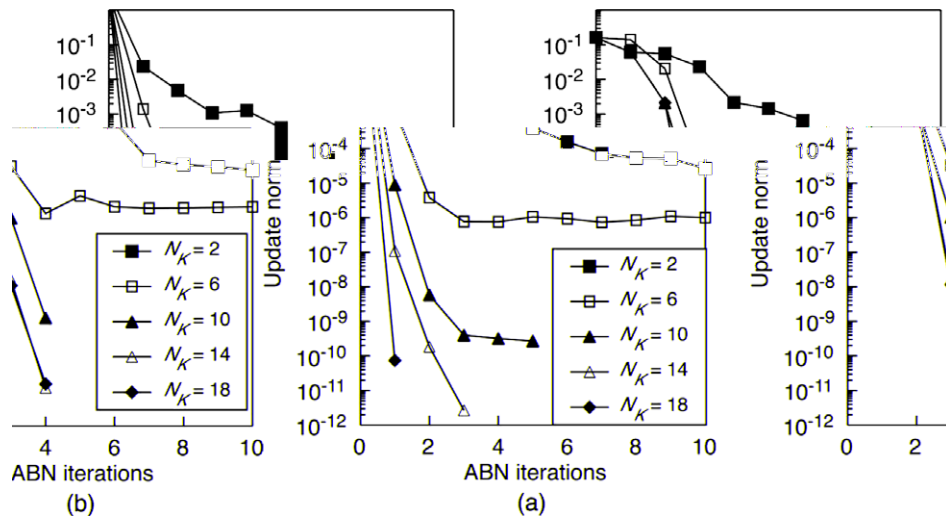 10-1
10-2
10-3
10-4
10-5
10-6
10-7
10-8
10-9
10-10
10-11
10-12
Update norm
NK = 2
NK = 6
NK = 10
NK = 14
NK = 18
4 6 8 10
ABN iterations
(b)
NK = 2
NK = 6
NK = 10
NK = 14
NK = 18
0 2 4 6 8 10
ABN iterations
(a)
10-1
10-2
10-3
10-4
10-5
10-6
10-7
10-8
10-9
10-10
10-11
10-12
Update norm
0 2